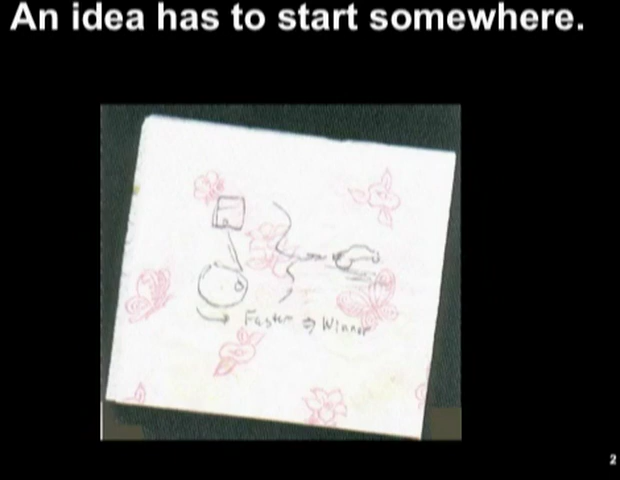 An idea has to start somewhere.
Faster ⇒ Winner
2